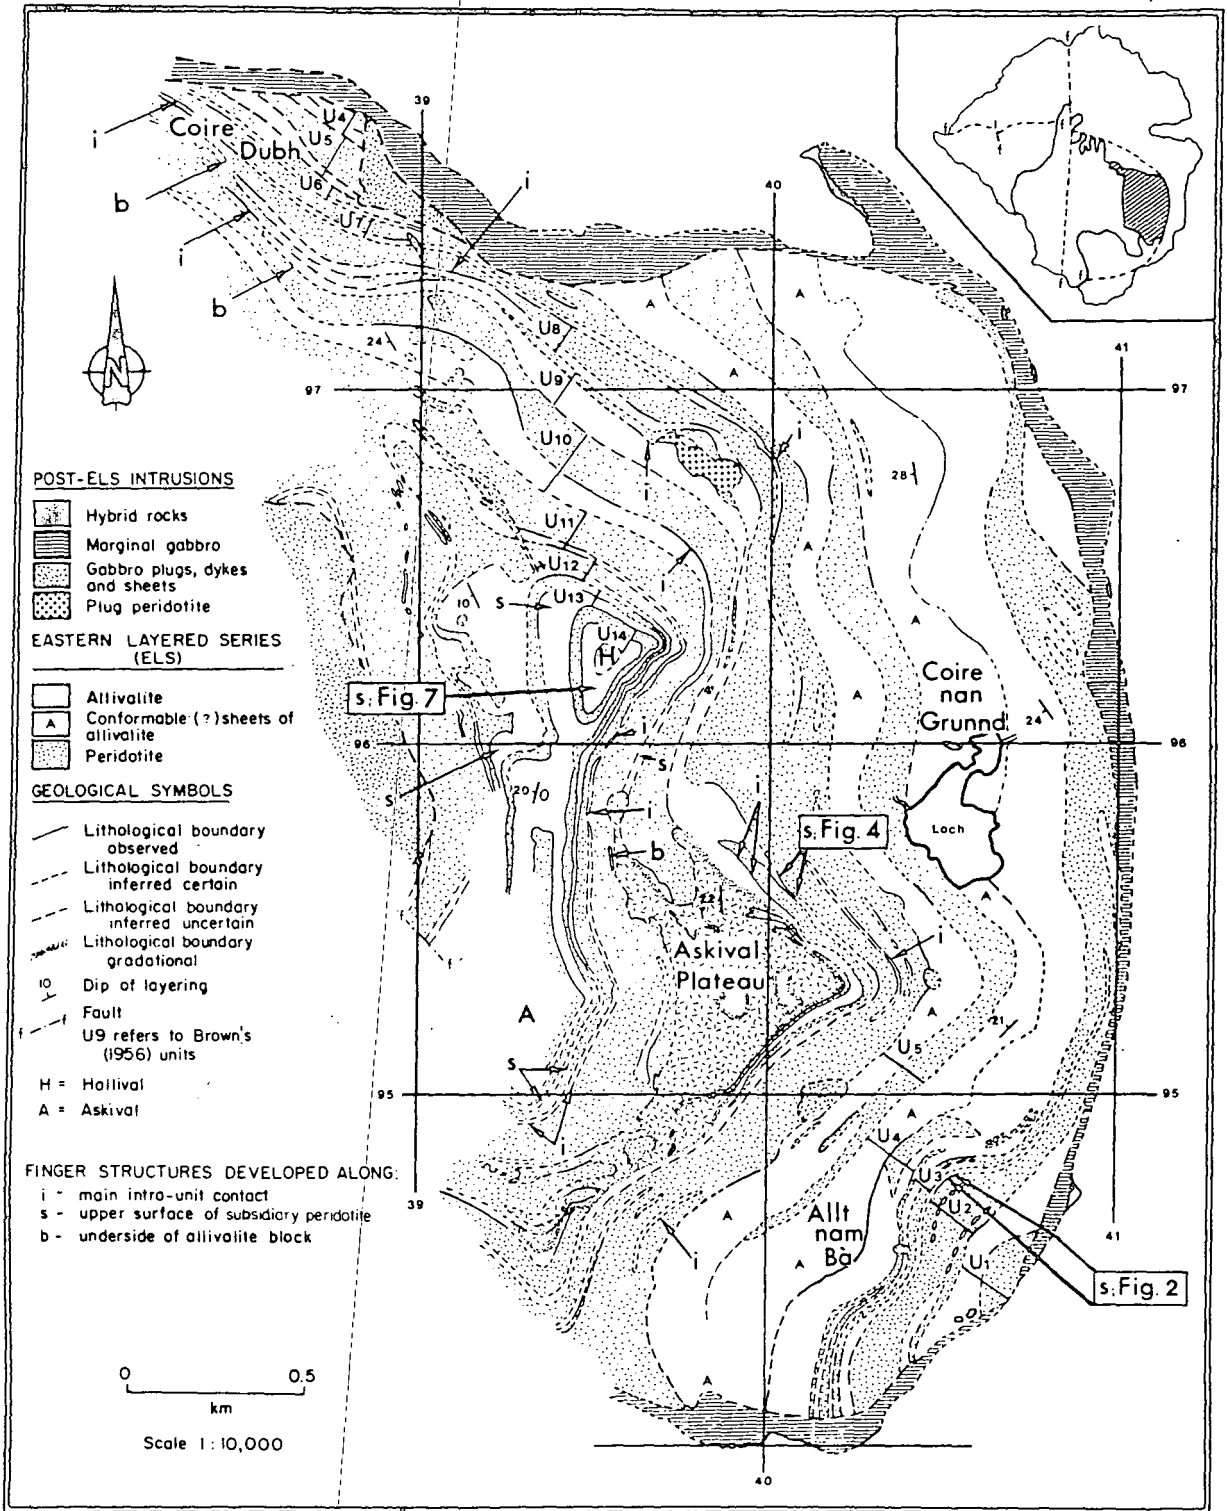 39
40
41
U4
U5
U6
U7
Coire
Dubh
i
b
i
b
i
N
24
A
A
A
U8
U9
U10
U11
U12
U13
U14
H
97
97
i
i
i
28
A
A
A
10
s
s: Fig. 7
96
96
i
s
s
20
i
b
i
s: Fig. 4
Coire
nan
Grunnd
24
Loch
A
22
Askival
Plateau
i
A
21
A
s
i
U5
95
95
A
A
U4
U3
U2
U1
Allt
nam
Bà
A
A
A
i
s: Fig. 2
39
40
41
POST-ELS INTRUSIONS
Hybrid rocks
Marginal gabbro
Gabbro plugs, dykes
and sheets
Plug peridotite
EASTERN LAYERED SERIES
(ELS)
Allivalite
A Conformable (?) sheets of
allivalite
Peridotite
GEOLOGICAL SYMBOLS
Lithological boundary
observed
Lithological boundary
inferred certain
Lithological boundary
inferred uncertain
Lithological boundary
gradational
10 Dip of layering
f f Fault
U9 refers to Brown's
(1956) units
H = Hallival
A = Askival
FINGER STRUCTURES DEVELOPED ALONG:
i - main intra-unit contact
s - upper surface of subsidiary peridotite
b - underside of allivalite block
0 0.5
km
Scale 1:10,000